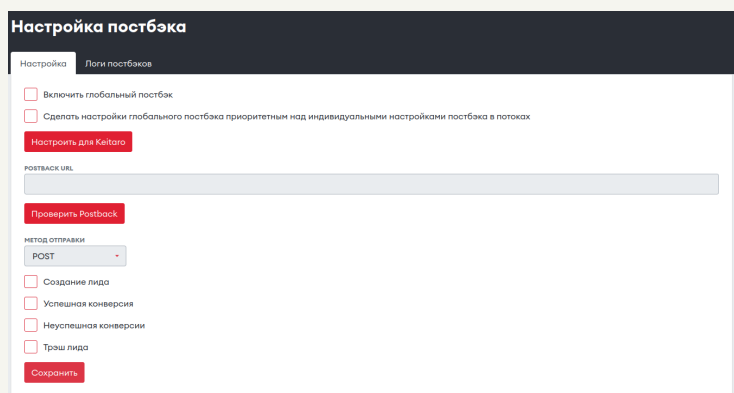 Настройка постбэка
Настройка
Логи постбэков
Включить глобальный постбэк
Сделать настройки глобального постбэка приоритетным над индивидуальными настройками постбэка в потоках
Настроить для Keitaro
POSTBACK URL
Проверить Postback
МЕТОД ОТПРАВКИ
POST
Создание лида
Успешная конверсия
Неуспешная конверсии
Трэш лида
Сохранить